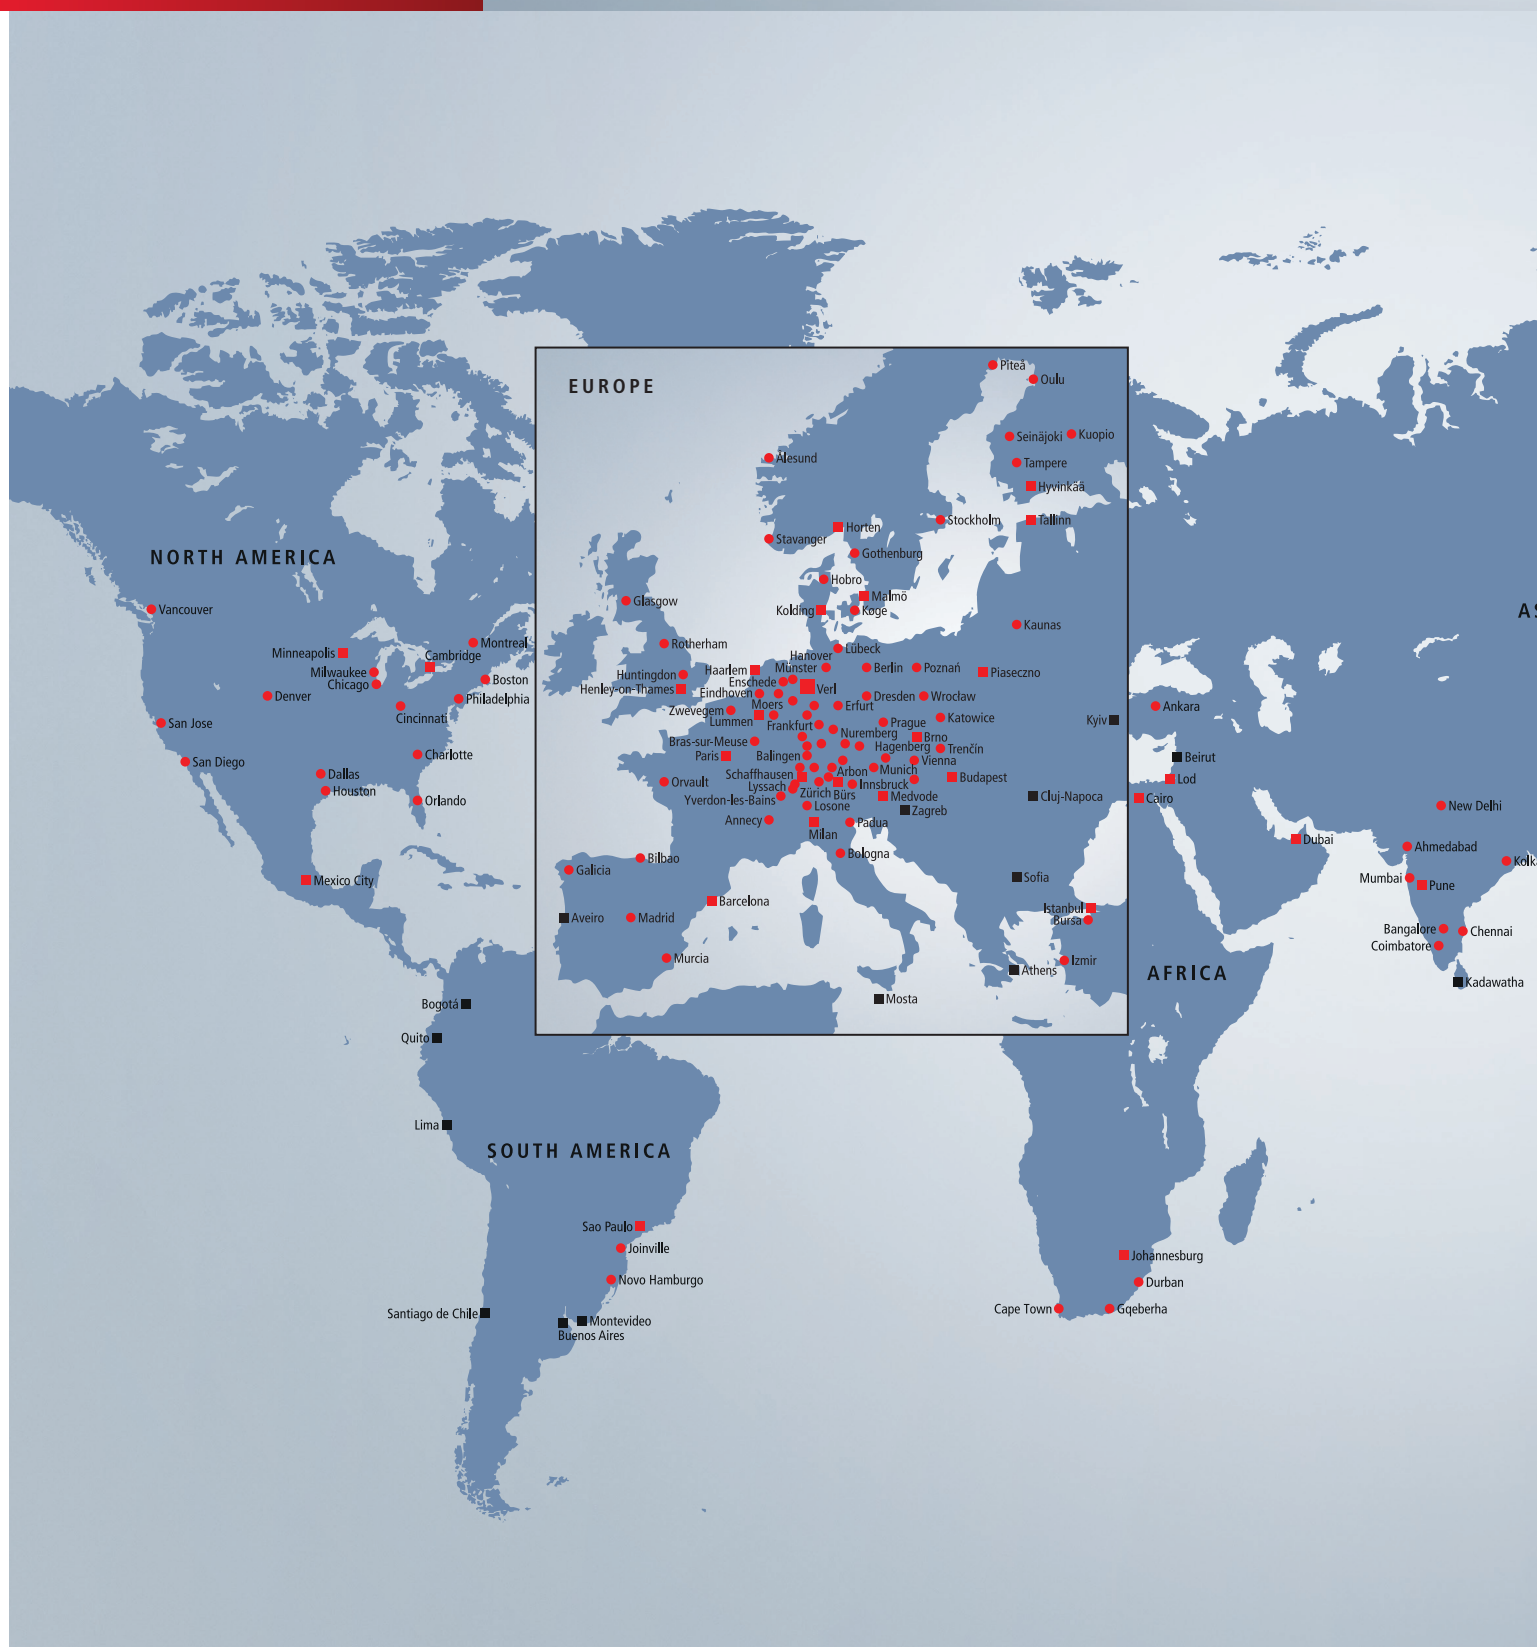 EUROPE
Piteå
Oulu
Seinäjoki
Kuopio
Ålesund
Tampere
Hyvinkää
Horten
Stockholm
Tallinn
Stavanger
Gothenburg
Hobro
Glasgow
Malmö
Kolding
Køge
Kaunas
Rotherham
Lübeck
Hanover
Haarlem
Münster
Berlin
Poznań
Piaseczno
Huntingdon
Enschede
Henley-on-Thames
Eindhoven
Verl
Dresden
Wrocław
Moers
Erfurt
Zwevegem
Lummen
Frankfurt
Prague
Katowice
Kyiv
Nuremberg
Brno
Bras-sur-Meuse
Hagenberg
Trenčín
Paris
Balingen
Vienna
Arbon
Munich
Schaffhausen
Budapest
Orvault
Lyssach
Innsbruck
Zürich
Bürs
Yverdon-les-Bains
Medvode
Cluj-Napoca
Losone
Zagreb
Annecy
Padua
Milan
Bilbao
Bologna
Galicia
Sofia
Barcelona
Istanbul
Aveiro
Madrid
Bursa
Murcia
Izmir
Athens
Mosta
NORTH AMERICA
Vancouver
Montreal
Minneapolis
Cambridge
Milwaukee
Chicago
Boston
Denver
Philadelphia
Cincinnati
San Jose
Charlotte
San Diego
Dallas
Houston
Orlando
Mexico City
Bogotá
Quito
Lima
SOUTH AMERICA
Sao Paulo
Joinville
Novo Hamburgo
Santiago de Chile
Montevideo
Buenos Aires
AS
Ankara
Beirut
Lod
Cairo
New Delhi
Dubai
Ahmedabad
Kolk
Mumbai
Pune
Bangalore
Chennai
Coimbatore
Kadawatha
AFRICA
Johannesburg
Durban
Cape Town
Gqeberha